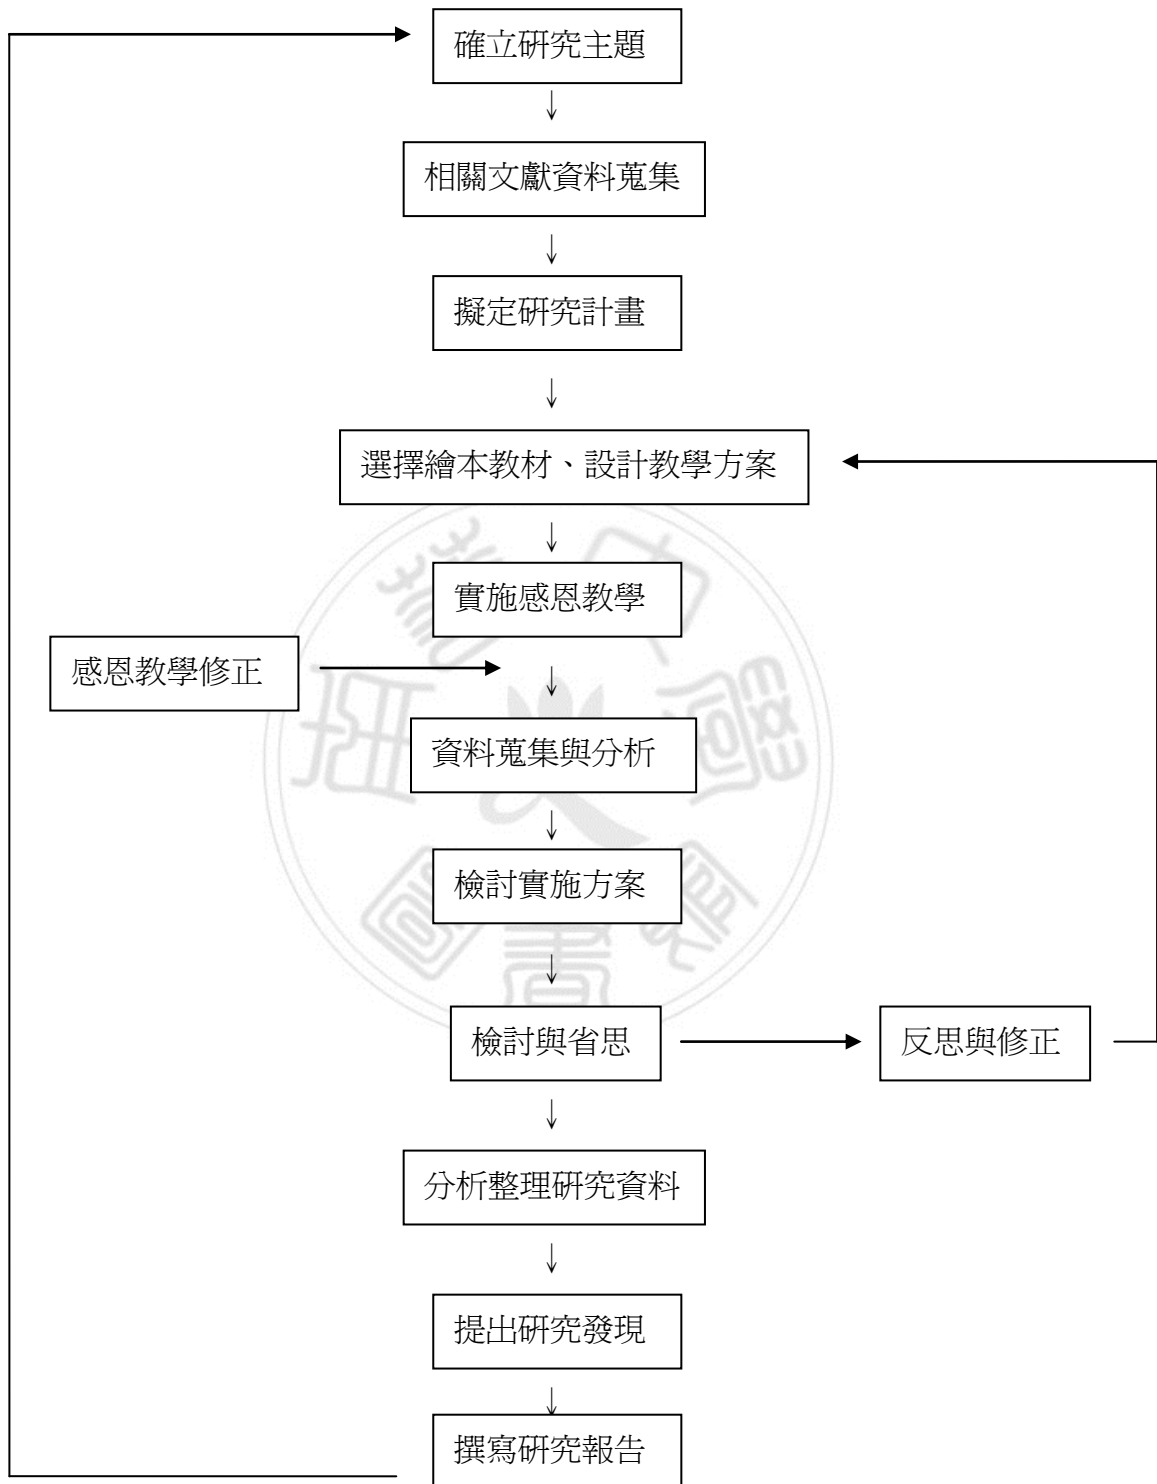 確立研究主題
相關文獻資料蒐集
擬定研究計畫
選擇繪本教材、設計教學方案
實施感恩教學
感恩教學修正
資料蒐集與分析
檢討實施方案
檢討與省思
反思與修正
分析整理研究資料
提出研究發現
撰寫研究報告